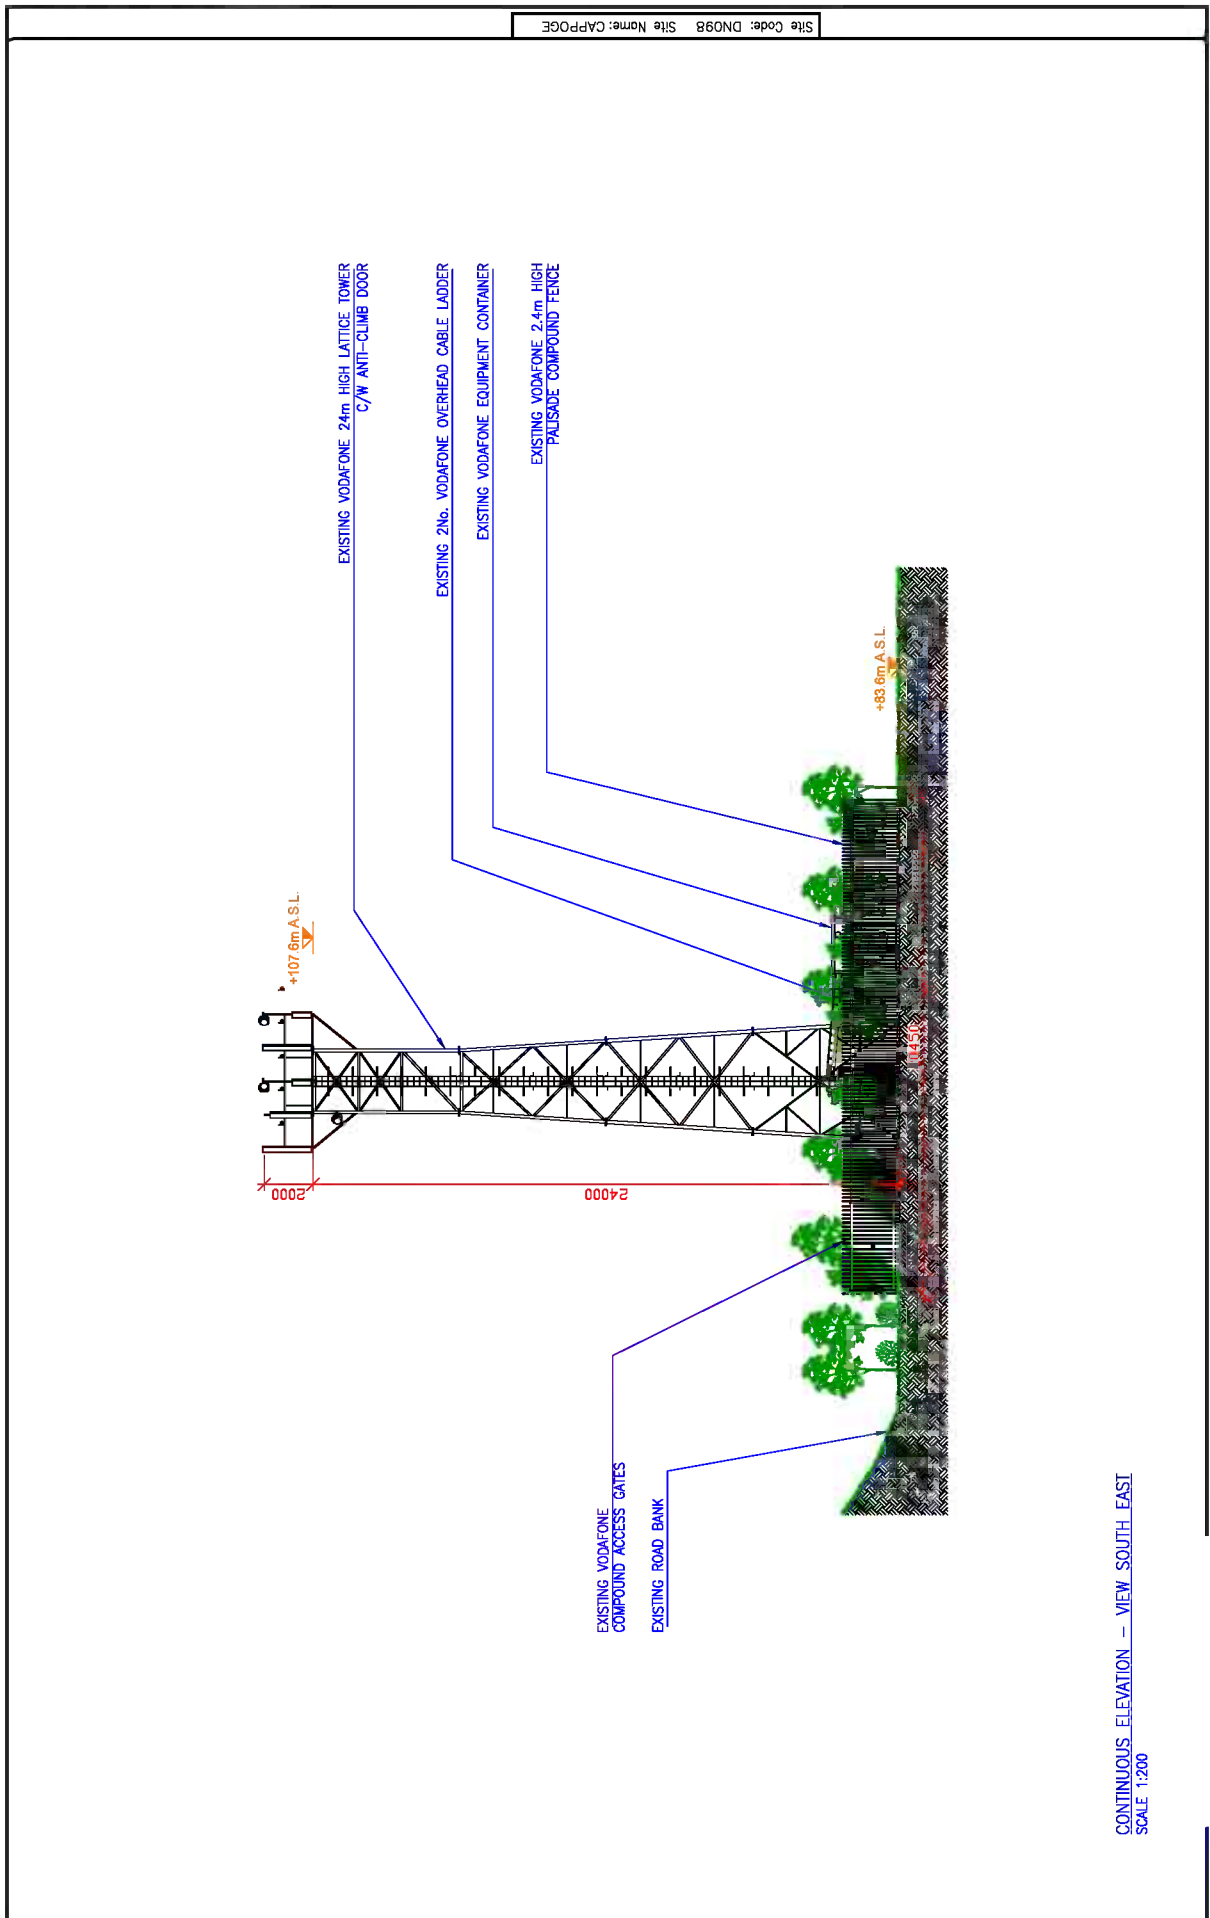 Site Code: DN098 Site Name: CAPPOGE
EXISTING VODAFONE 24m HIGH LATTICE TOWER
C/W ANTI-CLIMB DOOR
EXISTING 2No. VODAFONE OVERHEAD CABLE LADDER
EXISTING VODAFONE EQUIPMENT CONTAINER
EXISTING VODAFONE 2.4m HIGH
PALISADE COMPOUND FENCE
+107.6m A.S.L.
+83.6m A.S.L.
2000
24000
EXISTING VODAFONE
COMPOUND ACCESS GATES
EXISTING ROAD BANK
CONTINUOUS ELEVATION - VIEW SOUTH EAST
SCALE 1:200